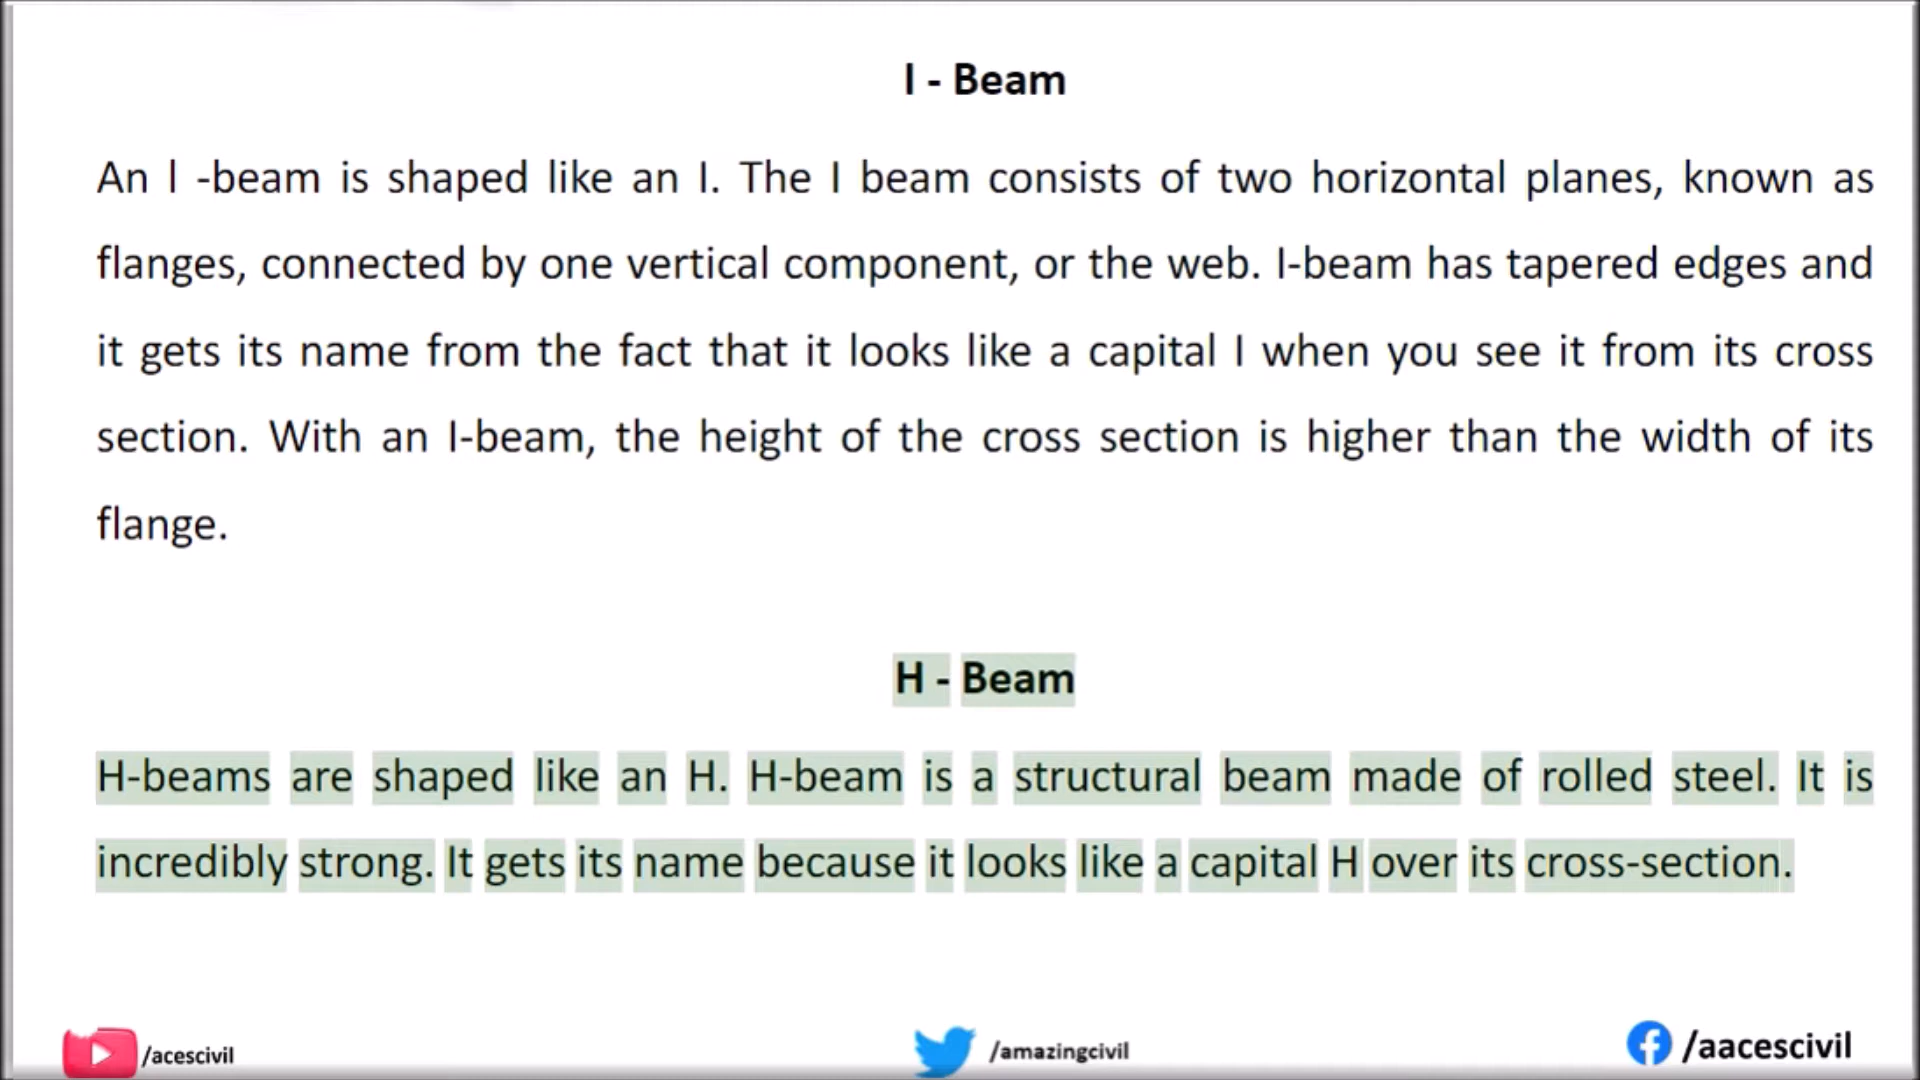 I - Beam
An I -beam is shaped like an I. The I beam consists of two horizontal planes, known as
flanges, connected by one vertical component, or the web. I-beam has tapered edges and
it gets its name from the fact that it looks like a capital I when you see it from its cross
section. With an I-beam, the height of the cross section is higher than the width of its
flange.
H - Beam
H-beams are shaped like an H. H-beam is a structural beam made of rolled steel. It is
incredibly strong. It gets its name because it looks like a capital H over its cross-section.
/acescivil /amazingcivil /aacescivil